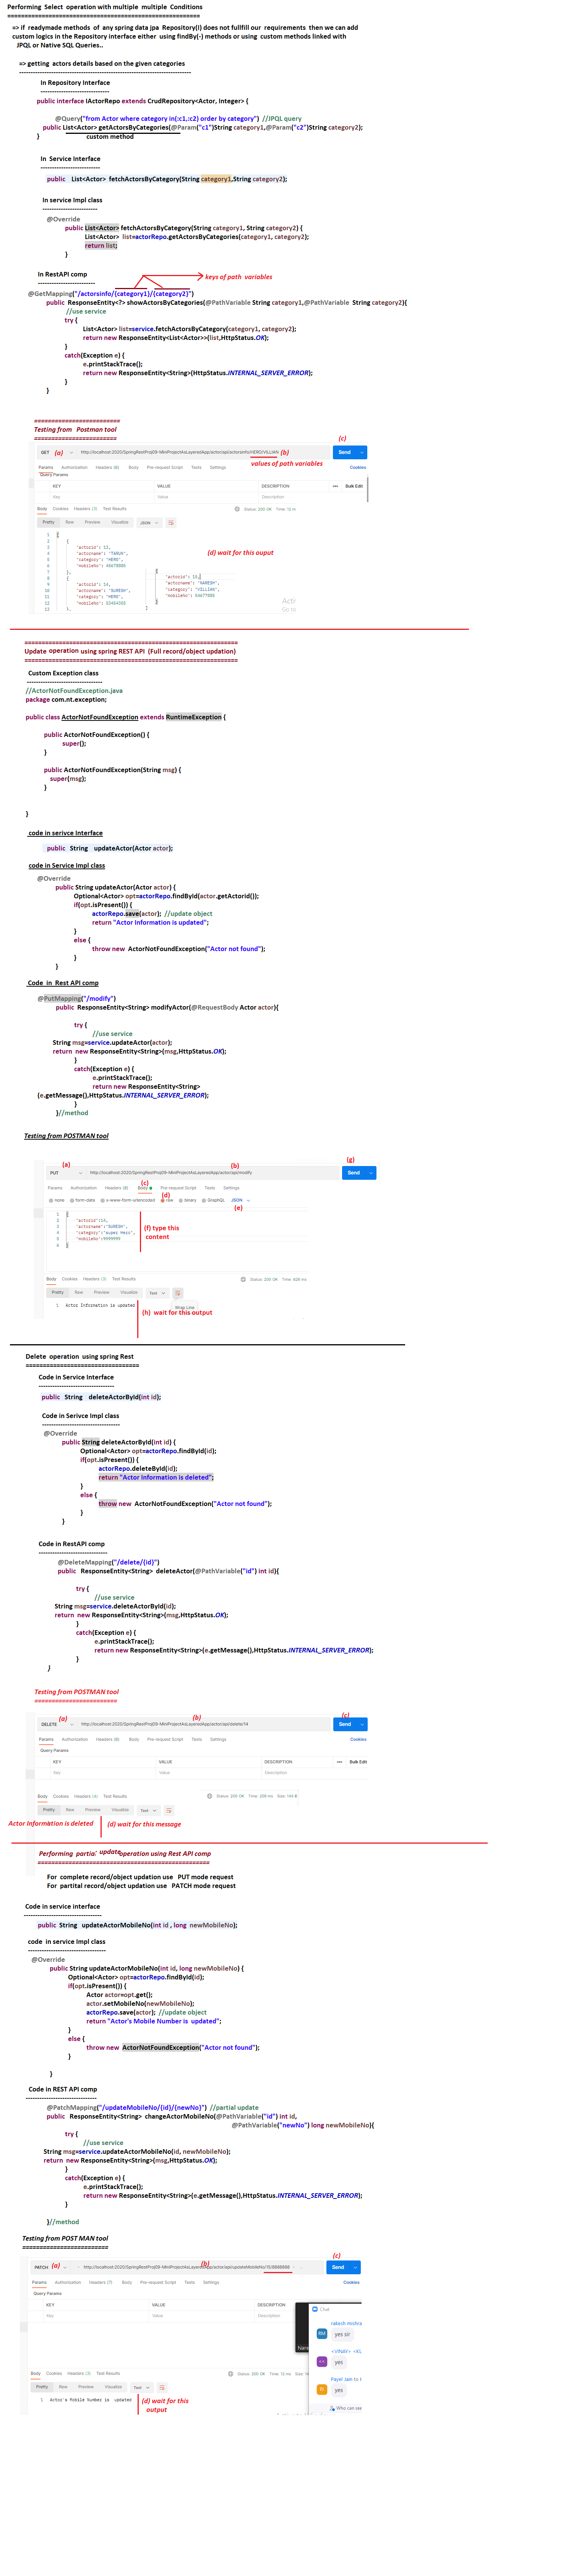 Performing Select operation with multiple multiple Conditions
=> if readymade methods of any spring data jpa Repository(I) does not fullfill our requirements then we can add
custom logics in the Repository interface either using findBy(-) methods or using custom methods linked with
JPQL or Native SQL Queries..
=> getting actors details based on the given categories
In Repository Interface
public interface IActorRepo extends CrudRepository<Actor, Integer> {
@Query("from Actor where category in(:c1,:c2) order by category") //JPQL query
public List<Actor> getActorsByCategories(@Param("c1")String category1,@Param("c2")String category2);
} custom method
In Service Interface
public List<Actor> fetchActorsByCategory(String category1,String category2);
In service Impl class
@Override
public List<Actor> fetchActorsByCategory(String category1, String category2) {
List<Actor> list=actorRepo.getActorsByCategories(category1, category2);
return list;
}
In RestAPI comp
keys of path variables
@GetMapping("/actorsinfo/{category1}/{category2}")
public ResponseEntity<?> showActorsByCategories(@PathVariable String category1,@PathVariable String category2){
//use service
try {
List<Actor> list=service.fetchActorsByCategory(category1, category2);
return new ResponseEntity<List<Actor>>(list,HttpStatus.OK);
}
catch(Exception e) {
e.printStackTrace();
return new ResponseEntity<String>(HttpStatus.INTERNAL_SERVER_ERROR);
}
}
Testing from Postman tool
(c)
GET (a) http://localhost:2020/SpringRestProj09-MiniProjectAsLayeredApp/actor/api/actorsinfo/HERO/VILLIAN (b) Send
values of path variables
Params Authorization Headers (6) Body Pre-request Script Tests Settings Cookies
Query Params
KEY VALUE DESCRIPTION Bulk Edit
Key Value Description
Body Cookies Headers (3) Test Results Status: 200 OK Time: 13 m
Pretty Raw Preview Visualize JSON
1 [
2 {
3 "actorid": 13,
4 "actorname": "TARUN",
5 "category": "HERO",
6 "mobileNo": 46670888
7 },
8 {
9 "actorid": 14,
10 "actorname": "SURESH",
11 "category": "HERO",
12 "mobileNo": 83454388
13 },
(d) wait for this ouput
{
"actorid": 15,
"actorname": "NARESH",
"category": "VILLIAN",
"mobileNo": 84677888
}
]
Acti
Go to
Update operation using spring REST API (Full record/object updation)
Custom Exception class
//ActorNotFoundException.java
package com.nt.exception;
public class ActorNotFoundException extends RuntimeException {
public ActorNotFoundException() {
super();
}
public ActorNotFoundException(String msg) {
super(msg);
}
}
code in serivce Interface
public String updateActor(Actor actor);
code in Service Impl class
@Override
public String updateActor(Actor actor) {
Optional<Actor> opt=actorRepo.findById(actor.getActorid());
if(opt.isPresent()) {
actorRepo.save(actor); //update object
return "Actor Information is updated";
}
else {
throw new ActorNotFoundException("Actor not found");
}
}
Code in Rest API comp
@PutMapping("/modify")
public ResponseEntity<String> modifyActor(@RequestBody Actor actor){
try {
//use service
String msg=service.updateActor(actor);
return new ResponseEntity<String>(msg,HttpStatus.OK);
}
catch(Exception e) {
e.printStackTrace();
return new ResponseEntity<String>
(e.getMessage(),HttpStatus.INTERNAL_SERVER_ERROR);
}
}//method
Testing from POSTMAN tool
(a) (b) (g)
PUT http://localhost:2020/SpringRestProj09-MiniProjectAsLayeredApp/actor/api/modify Send
(c)
Params Authorization Headers (8) Body Pre-request Script Tests Settings
(d)
none form-data x-www-form-urlencoded raw binary GraphQL JSON
(e)
1 {
2 "actorid":14,
3 "actorname":"SURESH",
4 "category":"super Hero",
5 "mobileNo":9999999
6 }
(f) type this
content
Body Cookies Headers (3) Test Results Status: 200 OK Time: 826 ms
Pretty Raw Preview Visualize Text
1 Actor Information is updated
Wrap Line
(h) wait for this output
Delete operation using spring Rest
Code in Service Interface
public String deleteActorById(int id);
Code in Serivce Impl class
@Override
public String deleteActorById(int id) {
Optional<Actor> opt=actorRepo.findById(id);
if(opt.isPresent()) {
actorRepo.deleteById(id);
return "Actor Information is deleted";
}
else {
throw new ActorNotFoundException("Actor not found");
}
}
Code in RestAPI comp
@DeleteMapping("/delete/{id}")
public ResponseEntity<String> deleteActor(@PathVariable("id") int id){
try {
//use service
String msg=service.deleteActorById(id);
return new ResponseEntity<String>(msg,HttpStatus.OK);
}
catch(Exception e) {
e.printStackTrace();
return new ResponseEntity<String>(e.getMessage(),HttpStatus.INTERNAL_SERVER_ERROR);
}
}
Testing from POSTMAN tool
(a) (b) (c)
DELETE http://localhost:2020/SpringRestProj09-MiniProjectAsLayeredApp/actor/api/delete/14 Send
Params Authorization Headers (6) Body Pre-request Script Tests Settings Cookies
Query Params
KEY VALUE DESCRIPTION Bulk Edit
Key Value Description
Body Cookies Headers (4) Test Results Status: 200 OK Time: 209 ms Size: 144 B
Pretty Raw Preview Visualize Text
Actor Information is deleted (d) wait for this message
Performing partial update operation using Rest API comp
For complete record/object updation use PUT mode request
For partital record/object updation use PATCH mode request
Code in service interface
public String updateActorMobileNo(int id , long newMobileNo);
code in service Impl class
@Override
public String updateActorMobileNo(int id, long newMobileNo) {
Optional<Actor> opt=actorRepo.findById(id);
if(opt.isPresent()) {
Actor actor=opt.get();
actor.setMobileNo(newMobileNo);
actorRepo.save(actor); //update object
return "Actor's Mobile Number is updated";
}
else {
throw new ActorNotFoundException("Actor not found");
}
}
Code in REST API comp
@PatchMapping("/updateMobileNo/{id}/{newNo}") //partial update
public ResponseEntity<String> changeActorMobileNo(@PathVariable("id") int id,
@PathVariable("newNo") long newMobileNo){
try {
//use service
String msg=service.updateActorMobileNo(id, newMobileNo);
return new ResponseEntity<String>(msg,HttpStatus.OK);
}
catch(Exception e) {
e.printStackTrace();
return new ResponseEntity<String>(e.getMessage(),HttpStatus.INTERNAL_SERVER_ERROR);
}
}//method
Testing from POST MAN tool
(c)
PATCH (a) (b) http://localhost:2020/SpringRestProj09-MiniProjectAsLayeredApp/actor/api/updateMobileNo/15/8888898 Send
Params Authorization Headers (7) Body Pre-request Script Tests Settings Cookies
Query Params
KEY VALUE DESCRIPTION
Key Value Description
Chat
rakesh mishra
RM yes sir
yes
Payel Jain to
yes
Who can see
Body Cookies Headers (3) Test Results Status: 200 OK Time: 12 ms
Pretty Raw Preview Visualize Text
1 Actor's Mobile Number is updated
(d) wait for this
output